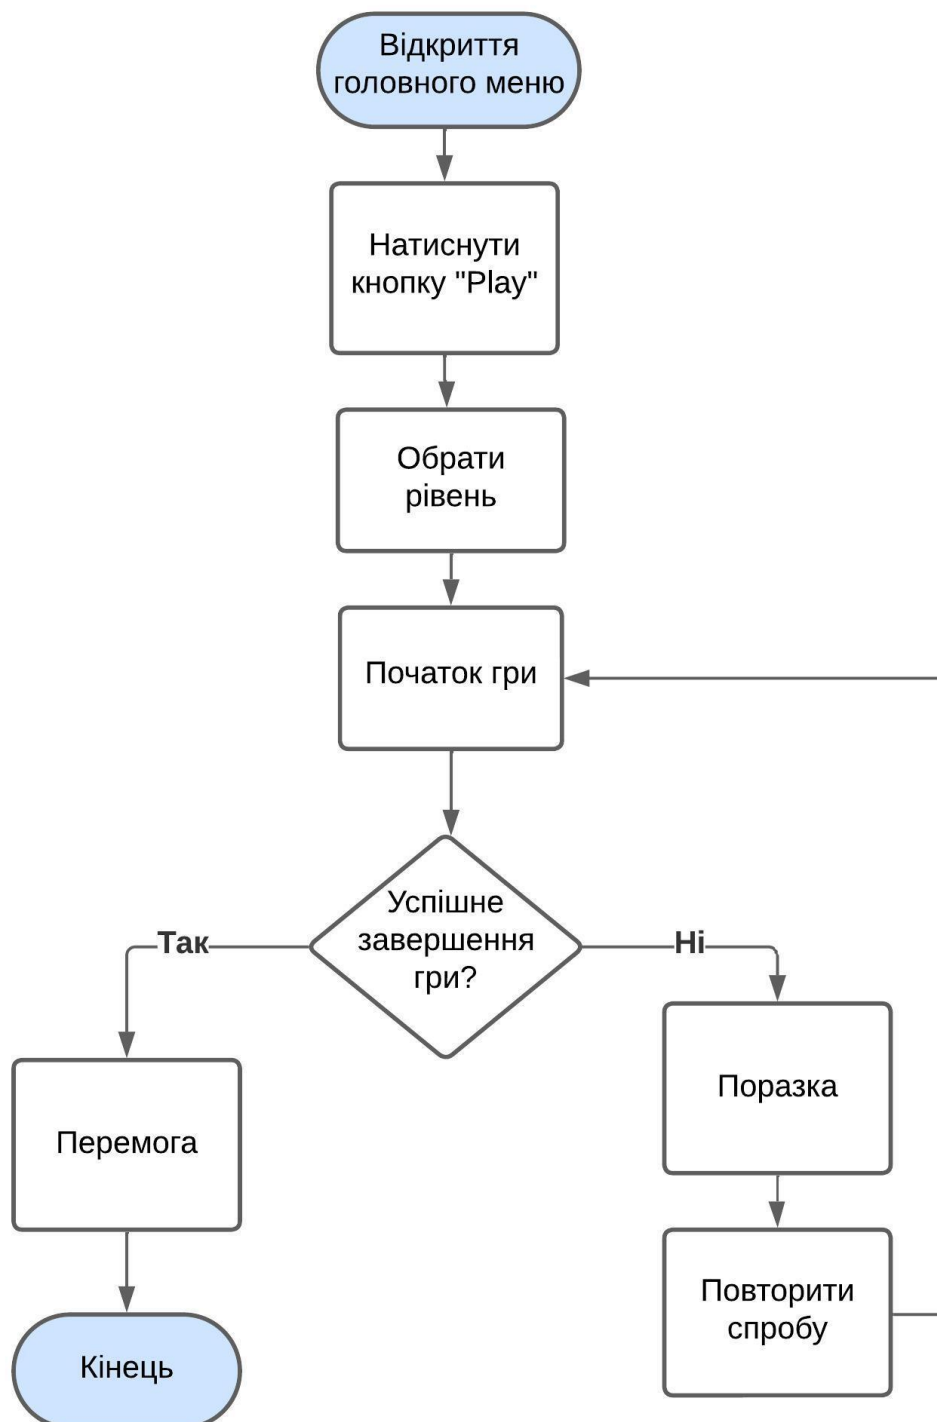 Відкриття
головного меню
Натиснути
кнопку "Play"
Обрати
рівень
Початок гри
Успішне
завершення
гри?
Так
Ні
Поразка
Перемога
Повторити
спробу
Кінець